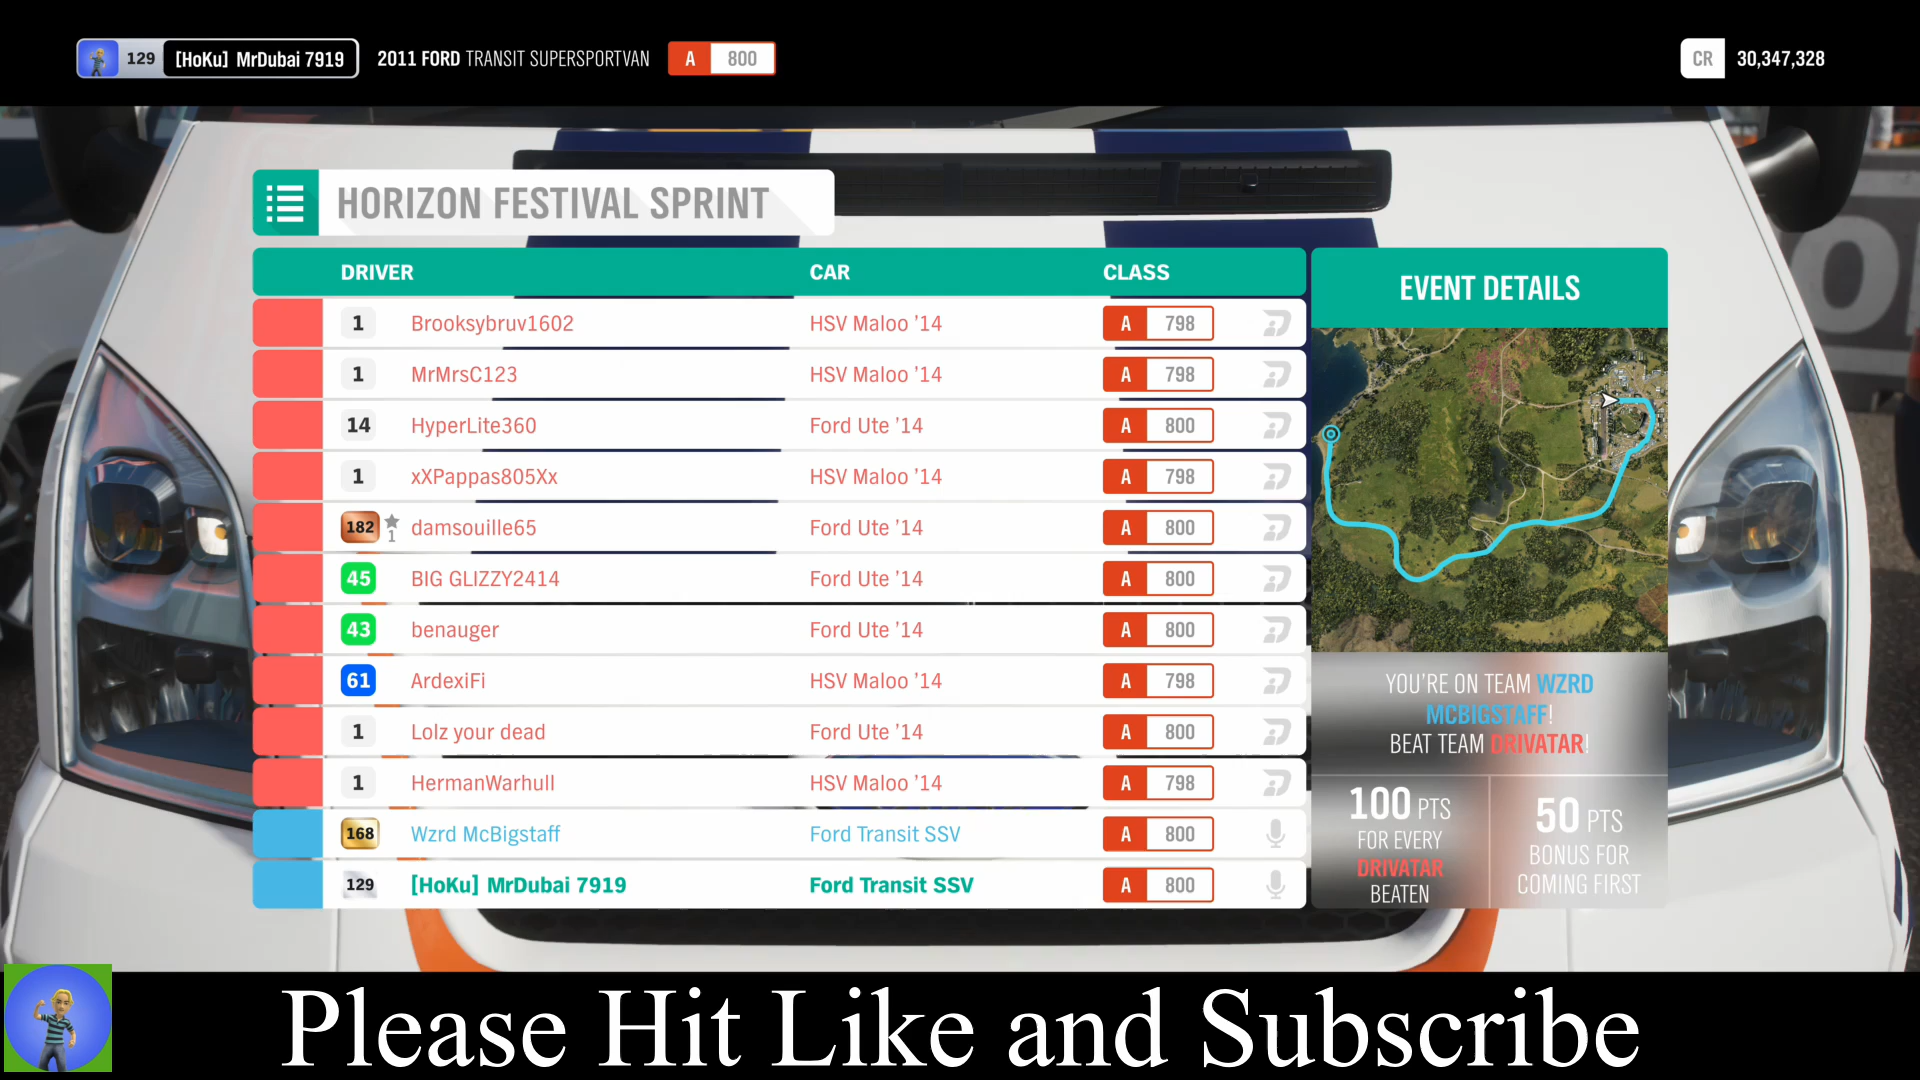 129 [HoKu] MrDubai 7919 2011 FORD TRANSIT SUPERSPORTVAN A 800 CR 30,347,328
HORIZON FESTIVAL SPRINT
DRIVER CAR CLASS
1 Brooksybruv1602 HSV Maloo '14 A 798
1 MrMrsC123 HSV Maloo '14 A 798
14 HyperLite360 Ford Ute '14 A 800
1 xXPappas805Xx HSV Maloo '14 A 798
182 1 damsouille65 Ford Ute '14 A 800
45 BIG GLIZZY2414 Ford Ute '14 A 800
43 benauger Ford Ute '14 A 800
61 ArdexiFi HSV Maloo '14 A 798
1 Lolz your dead Ford Ute '14 A 800
1 HermanWarhull HSV Maloo '14 A 798
168 Wzrd McBigstaff Ford Transit SSV A 800
129 [HoKu] MrDubai 7919 Ford Transit SSV A 800
EVENT DETAILS
YOU'RE ON TEAM WZRD
MCBIGSTAFF!
BEAT TEAM DRIVATAR!
100 PTS
FOR EVERY
DRIVATAR
BEATEN
50 PTS
BONUS FOR
COMING FIRST
Please Hit Like and Subscribe